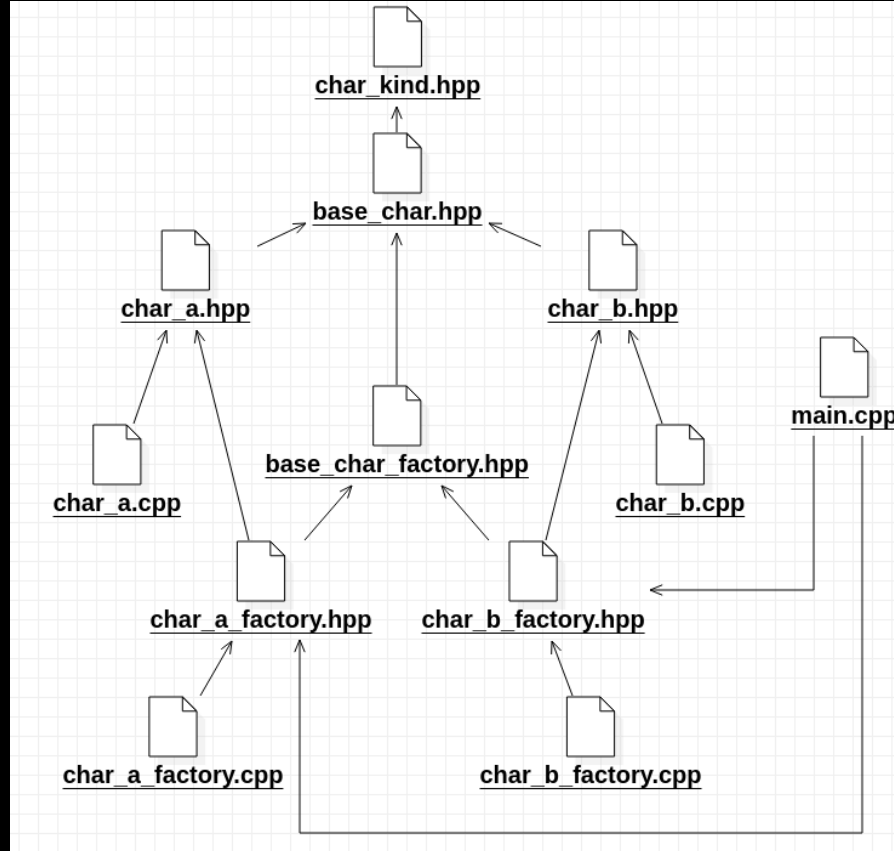 char_kind.hpp
base_char.hpp
char_a.hpp
char_b.hpp
main.cpp
base_char_factory.hpp
char_a.cpp
char_b.cpp
char_a_factory.hpp
char_b_factory.hpp
char_a_factory.cpp
char_b_factory.cpp